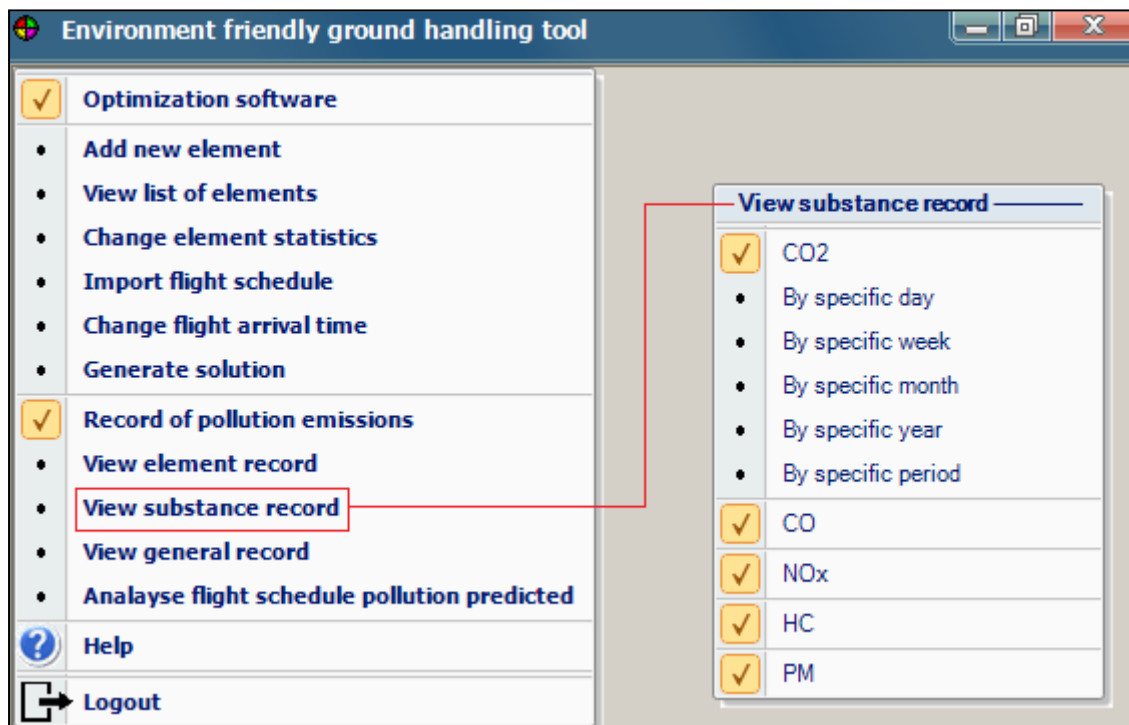 Environment friendly ground handling tool
Optimization software
Add new element
View list of elements
Change element statistics
Import flight schedule
Change flight arrival time
Generate solution
Record of pollution emissions
View element record
View substance record
View general record
Analayse flight schedule pollution predicted
Help
Logout
View substance record
CO2
By specific day
By specific week
By specific month
By specific year
By specific period
CO
NOx
HC
PM